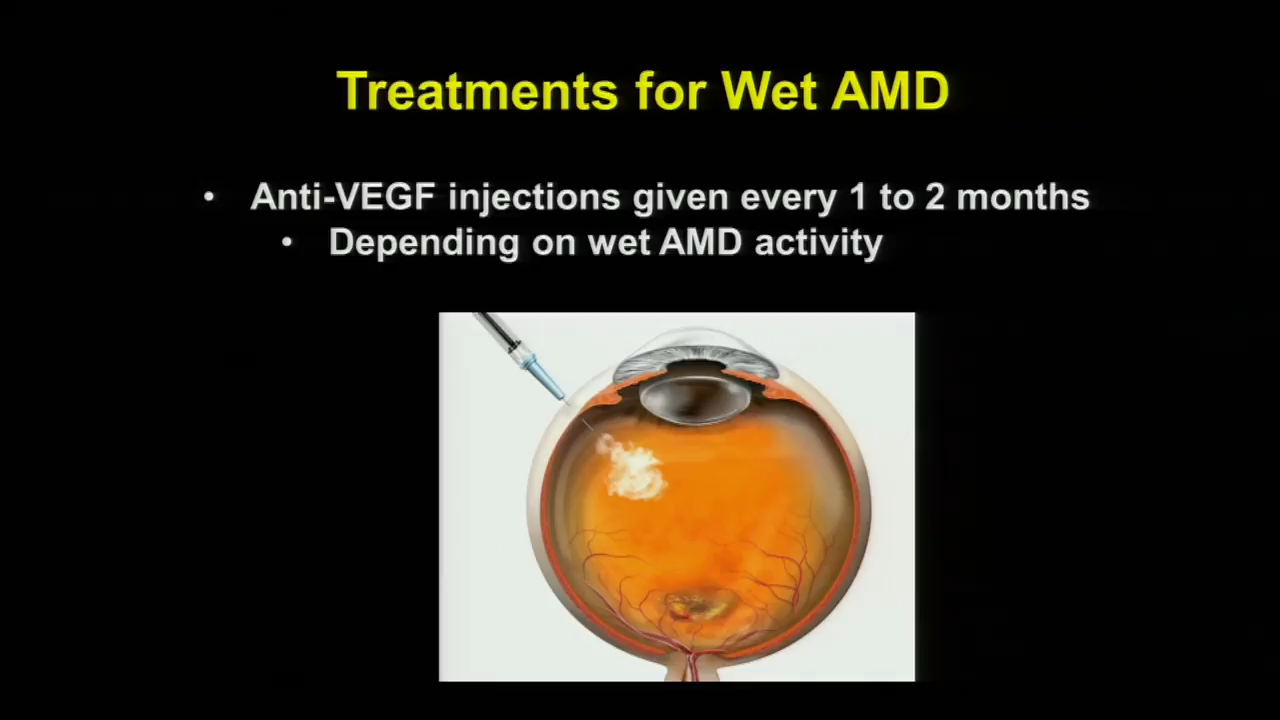 Treatments for Wet AMD
• Anti-VEGF injections given every 1 to 2 months
• Depending on wet AMD activity